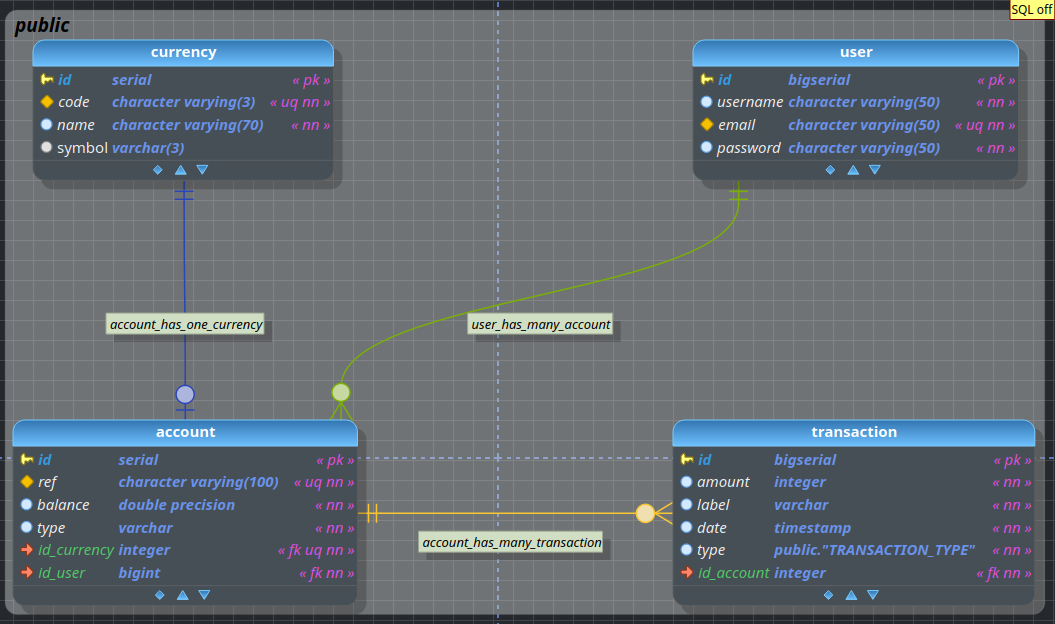 SQL off
public
currency
id serial « pk »
code character varying(3) « uq nn »
name character varying(70) « nn »
symbol varchar(3)
user
id bigserial « pk »
username character varying(50) « nn »
email character varying(50) « uq nn »
password character varying(50) « nn »
account_has_one_currency
user_has_many_account
account
id serial « pk »
ref character varying(100) « uq nn »
balance double precision « nn »
type varchar « nn »
id_currency integer « fk uq nn »
id_user bigint « fk nn »
account_has_many_transaction
transaction
id bigserial « pk »
amount integer « nn »
label varchar « nn »
date timestamp « nn »
type public."TRANSACTION_TYPE" « nn »
id_account integer « fk nn »